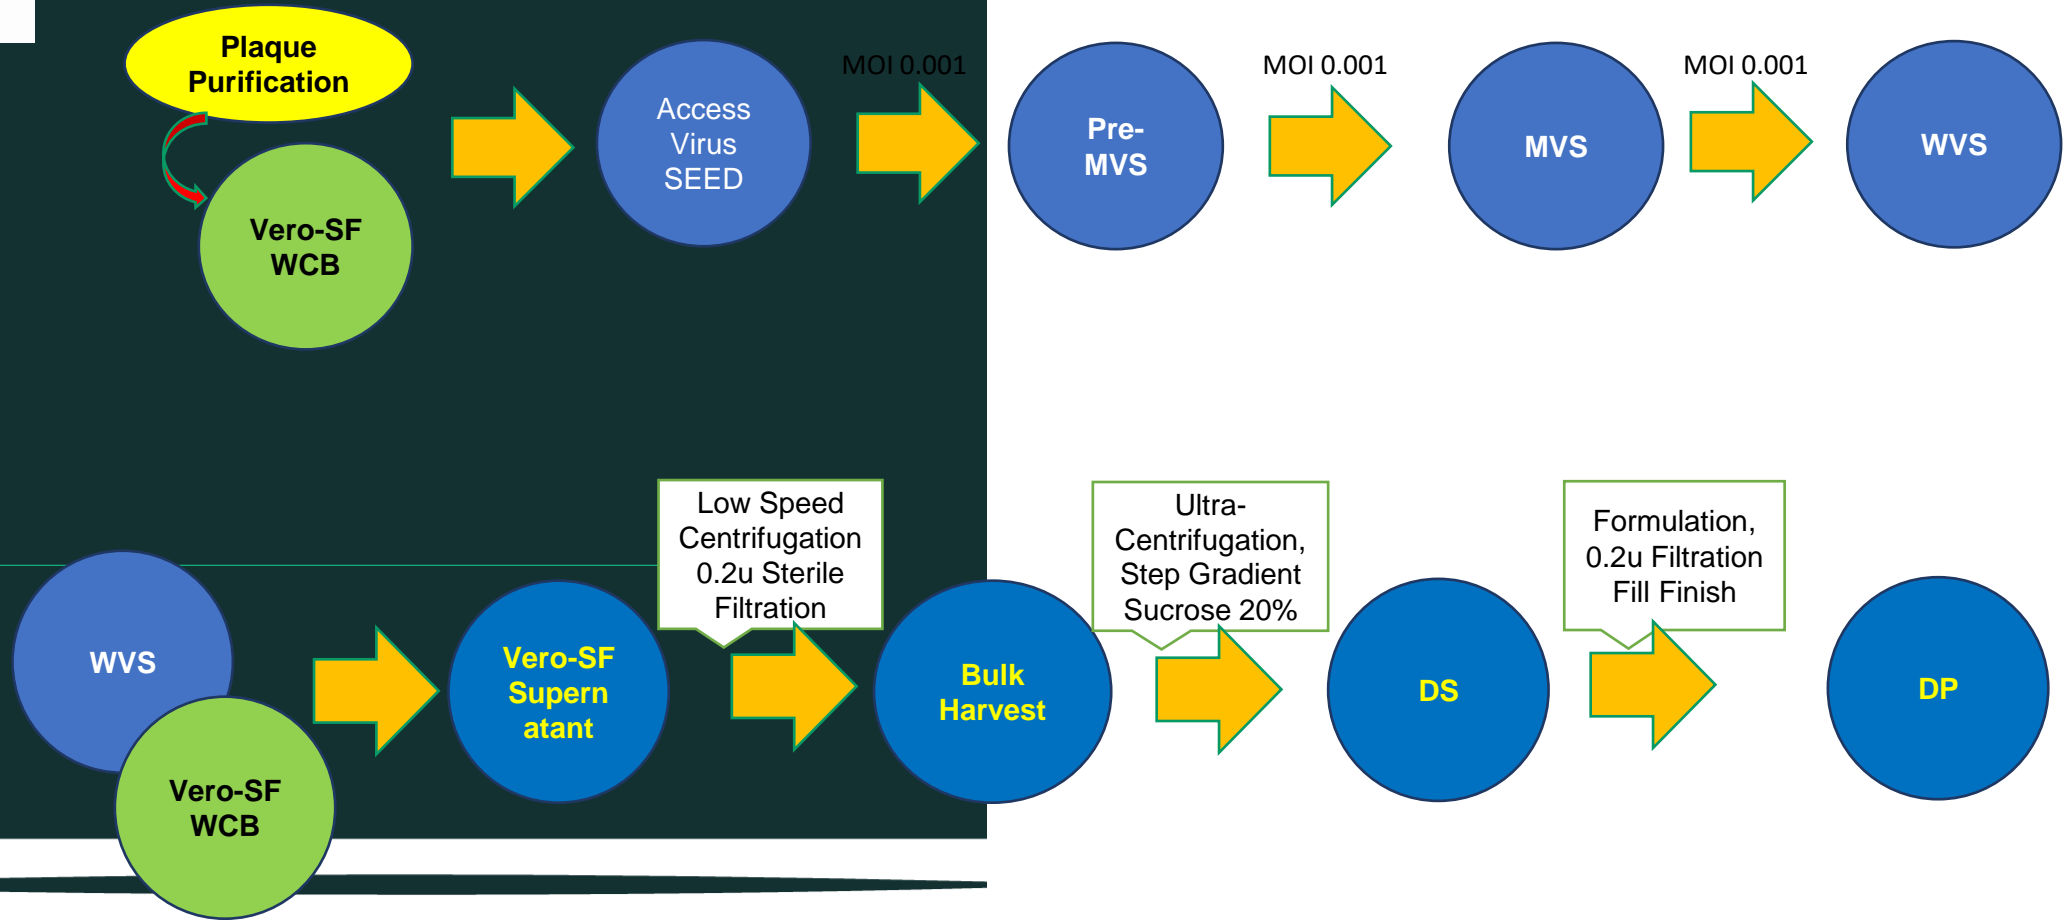 Plaque
Purification
Vero-SF
WCB
Access
Virus
SEED
MOI 0.001
Pre-
MVS
MOI 0.001
MVS
MOI 0.001
WVS
WVS
Vero-SF
WCB
Vero-SF
Supern
atant
Low Speed
Centrifugation
0.2u Sterile
Filtration
Bulk
Harvest
Ultra-
Centrifugation,
Step Gradient
Sucrose 20%
DS
Formulation,
0.2u Filtration
Fill Finish
DP